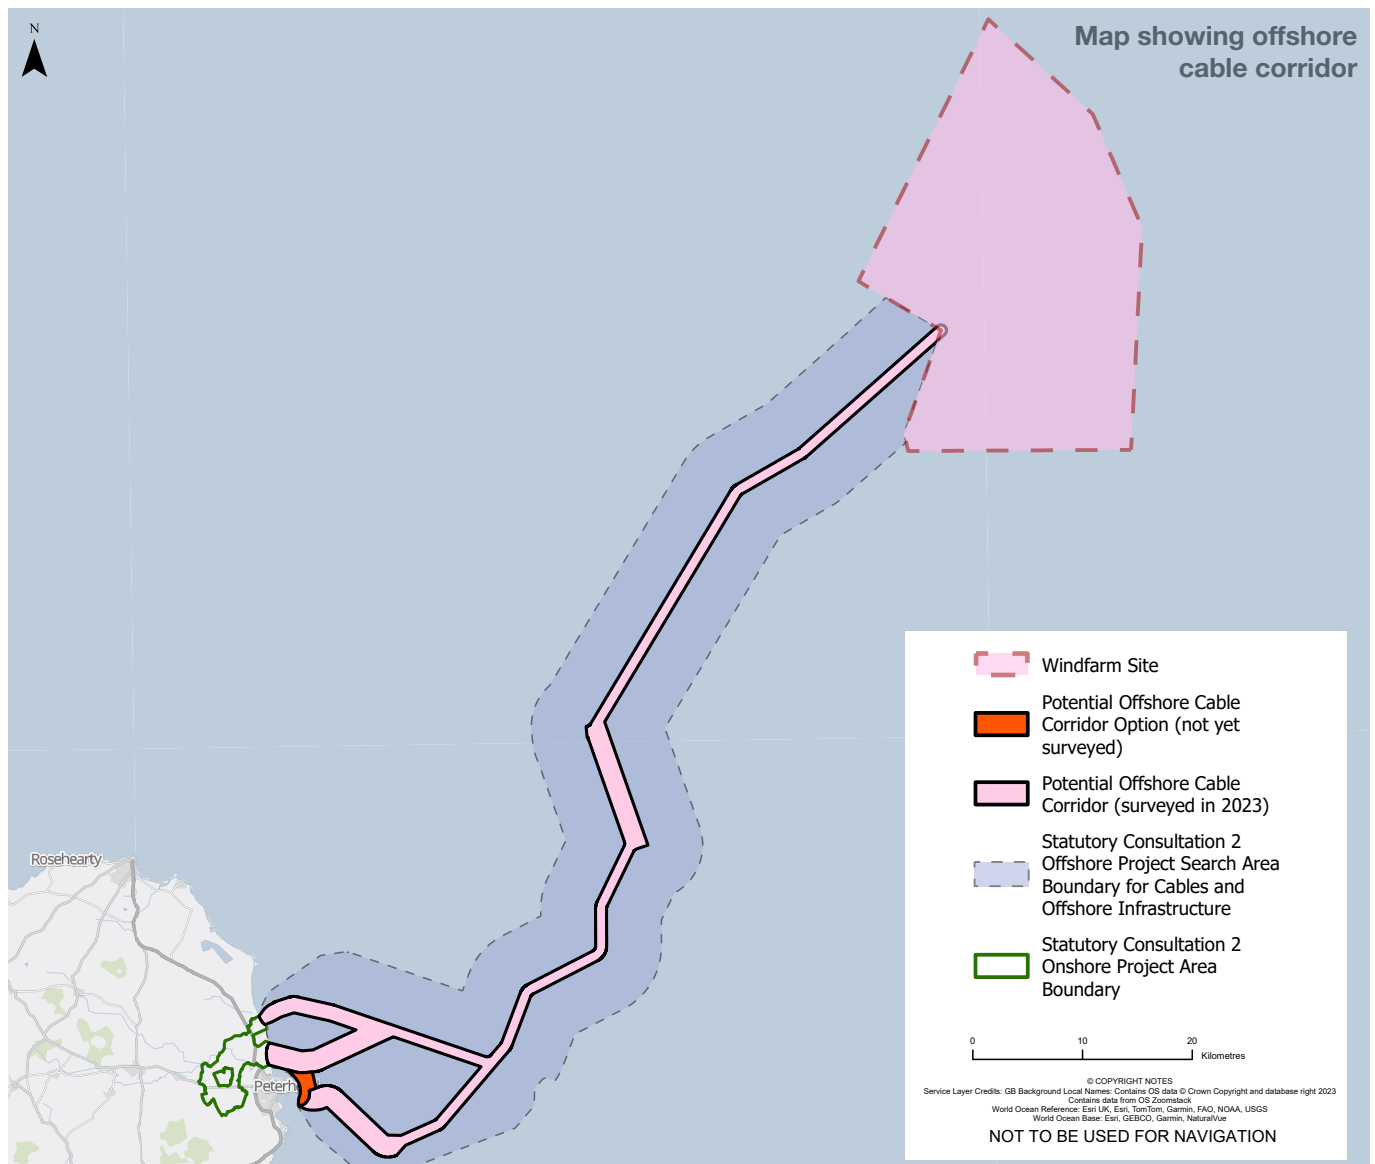 N
Map showing offshore
cable corridor
Windfarm Site
Potential Offshore Cable
Corridor Option (not yet
surveyed)
Potential Offshore Cable
Corridor (surveyed in 2023)
Statutory Consultation 2
Offshore Project Search Area
Boundary for Cables and
Offshore Infrastructure
Rosehearty
Statutory Consultation 2
Onshore Project Area
Boundary
0 10 20
Kilometres
Peterh
© COPYRIGHT NOTES
Service Layer Credits: GB Background Local Names: Contains OS data © Crown Copyright and database right 2023
Contains data from OS Zoomstack
World Ocean Reference: Esri UK, Esri, TomTom, Garmin, FAO, NOAA, USGS
World Ocean Base: Esri, GEBCO, Garmin, NaturalVue
NOT TO BE USED FOR NAVIGATION